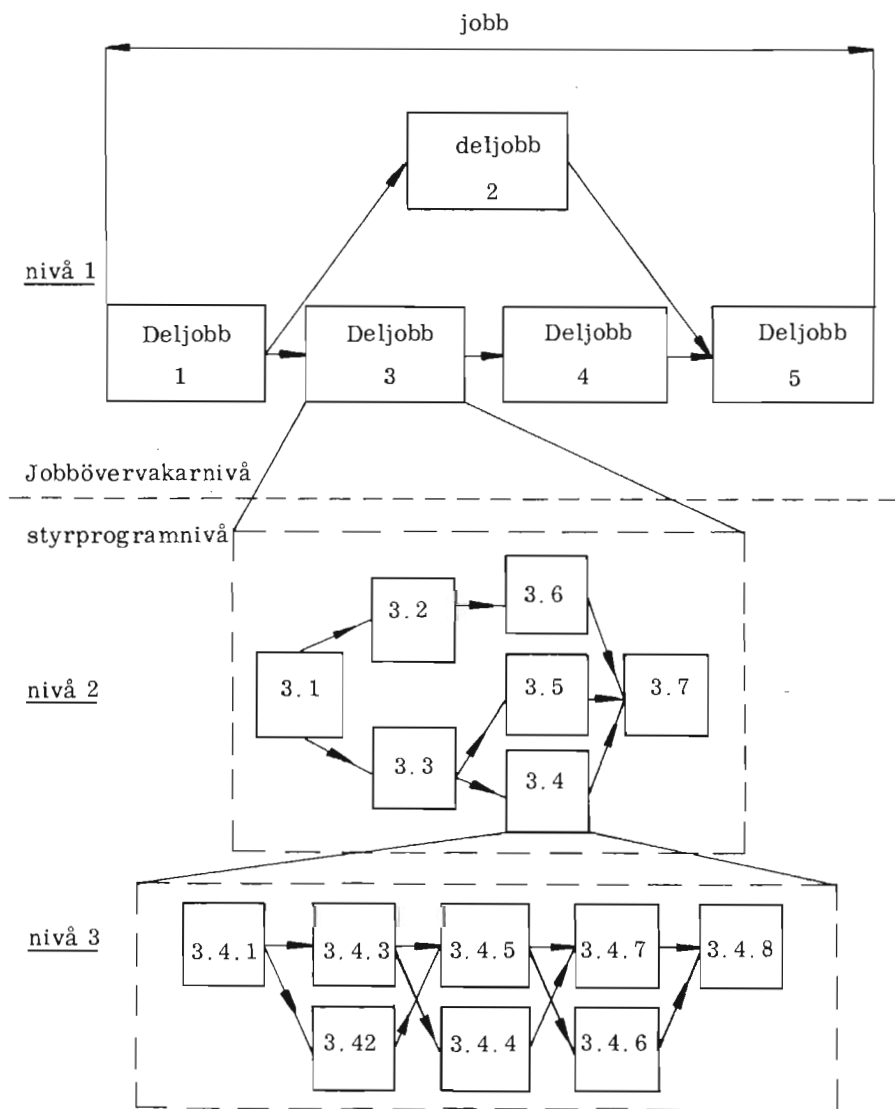 jobb
deljobb
2
nivå 1
Deljobb
1
Deljobb
3
Deljobb
4
Deljobb
5
Jobbövervakarnivå
styrprogramnivå
3.6
3.2
3.1
3.5
3.7
nivå 2
3.3
3.4
nivå 3
3.4.1
3.4.3
3.4.5
3.4.7
3.4.8
3.42
3.4.4
3.4.6